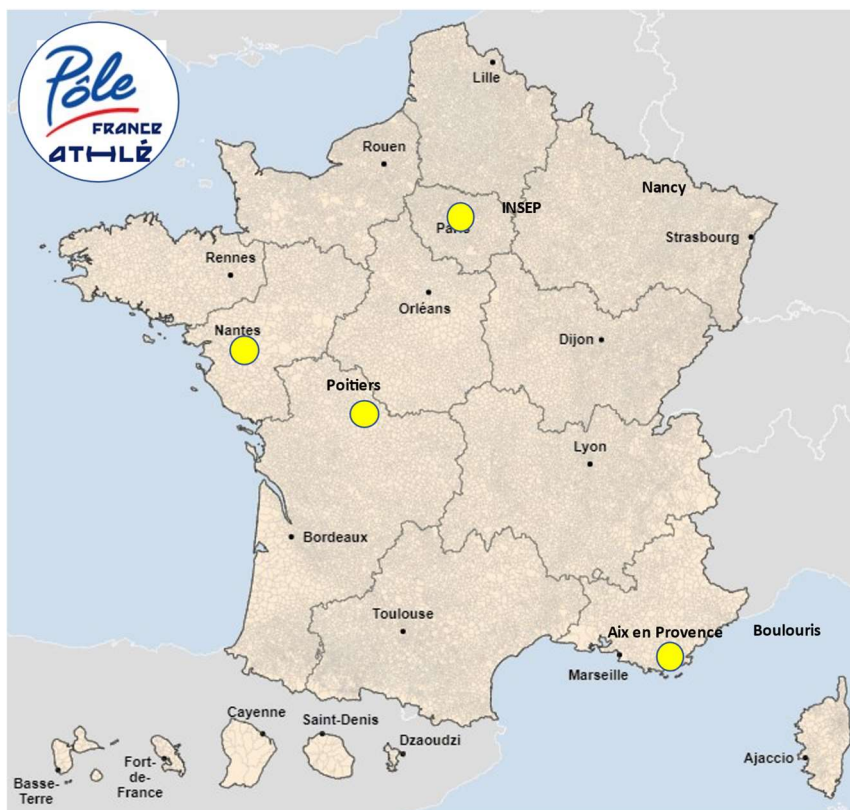 Pôle
FRANCE
ATHLÉ
Lille
Rouen
Nancy
INSEP
Paris
Strasbourg
Rennes
Orléans
Nantes
Dijon
Poitiers
Lyon
Bordeaux
Toulouse
Aix en Provence
Boulouris
Marseille
Cayenne
Saint-Denis
Dzaoudzi
Ajaccio
Basse-
Terre
Fort-
de-
France